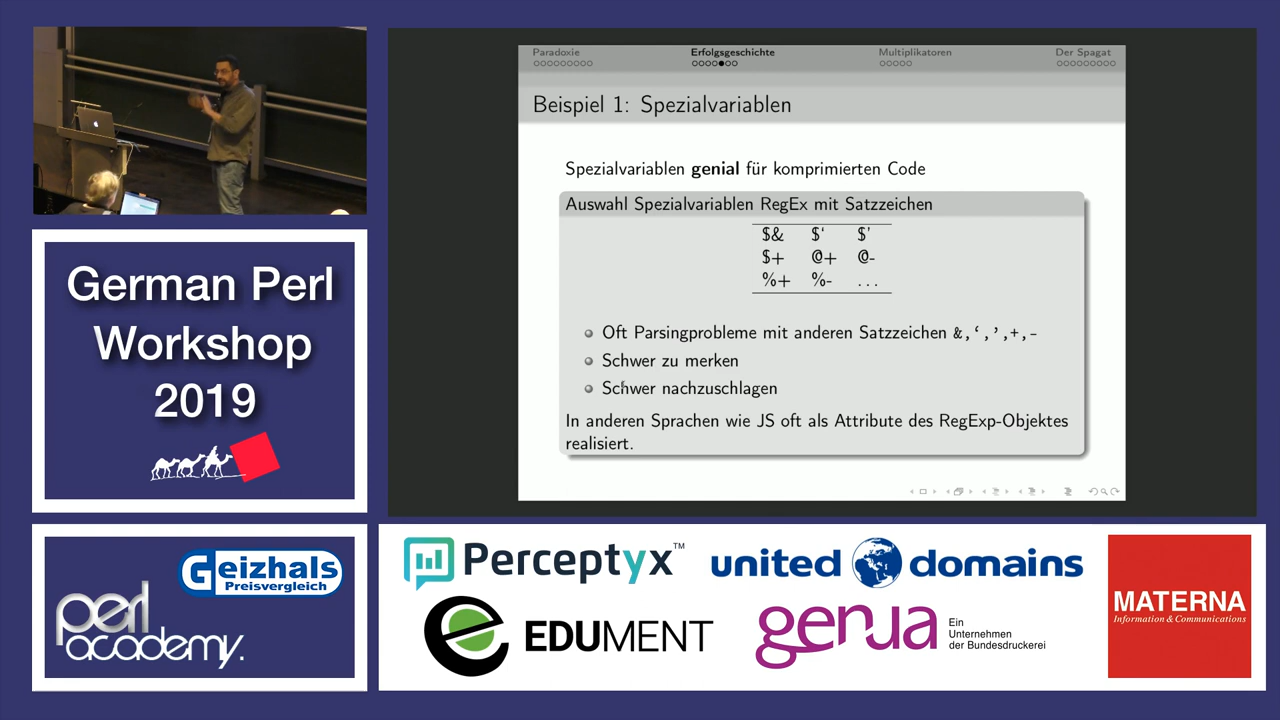 Paradoxie
Erfolgsgeschichte
Multiplikatoren
Der Spagat
Beispiel 1: Spezialvariablen
Spezialvariablen genial für komprimierten Code
Auswahl Spezialvariablen RegEx mit Satzzeichen
$& $‘ $'
$+ @+ @-
%+ %- ...
Oft Parsingprobleme mit anderen Satzzeichen &,‘,’,+,-
Schwer zu merken
Schwer nachzuschlagen
In anderen Sprachen wie JS oft als Attribute des RegExp-Objektes
realisiert.
German Perl
Workshop
2019
Geizhals
Preisvergleich
perl
academy.
Perceptyx™
united domains
EDUMENT
genua
Ein
Unternehmen
der Bundesdruckerei
MATERNA
Information & Communications